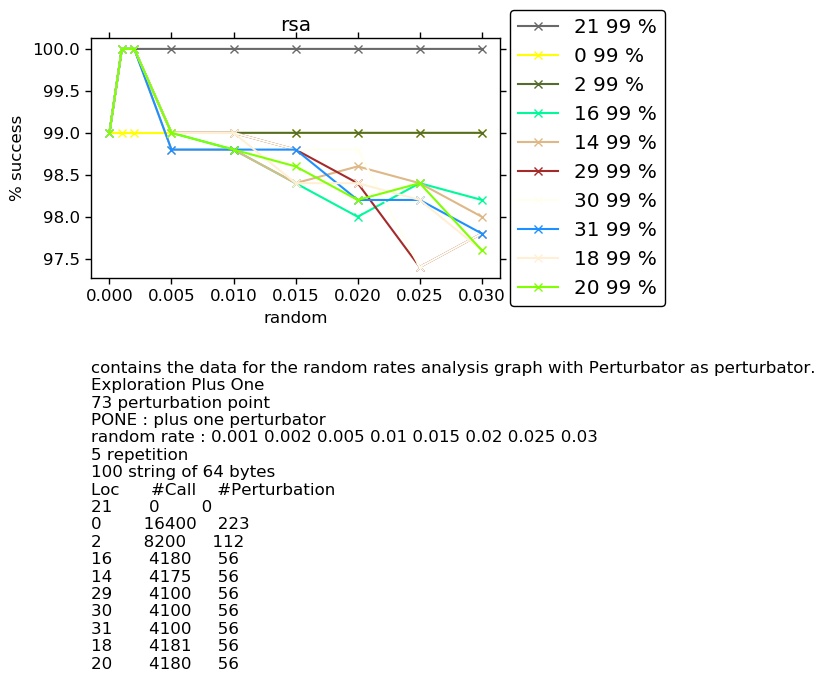 rsa
100.0
99.5
99.0
98.5
98.0
97.5
% success
0.000 0.005 0.010 0.015 0.020 0.025 0.030
random
21 99 %
0 99 %
2 99 %
16 99 %
14 99 %
29 99 %
30 99 %
31 99 %
18 99 %
20 99 %
contains the data for the random rates analysis graph with Perturbator as perturbator.
Exploration Plus One
73 perturbation point
PONE : plus one perturbator
random rate : 0.001 0.002 0.005 0.01 0.015 0.02 0.025 0.03
5 repetition
100 string of 64 bytes
Loc #Call #Perturbation
21 0 0
0 16400 223
2 8200 112
16 4180 56
14 4175 56
29 4100 56
30 4100 56
31 4100 56
18 4181 56
20 4180 56